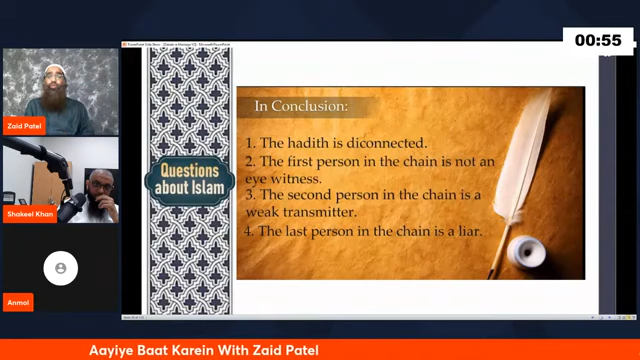 00:55
In Conclusion:
1. The hadith is diconnected.
2. The first person in the chain is not an
eye witness.
3. The second person in the chain is a
weak transmitter.
4. The last person in the chain is a liar.
Questions
about Islam
Zaid Patel
Shakeel Khan
Anmol
Aayiye Baat Karein With Zaid Patel